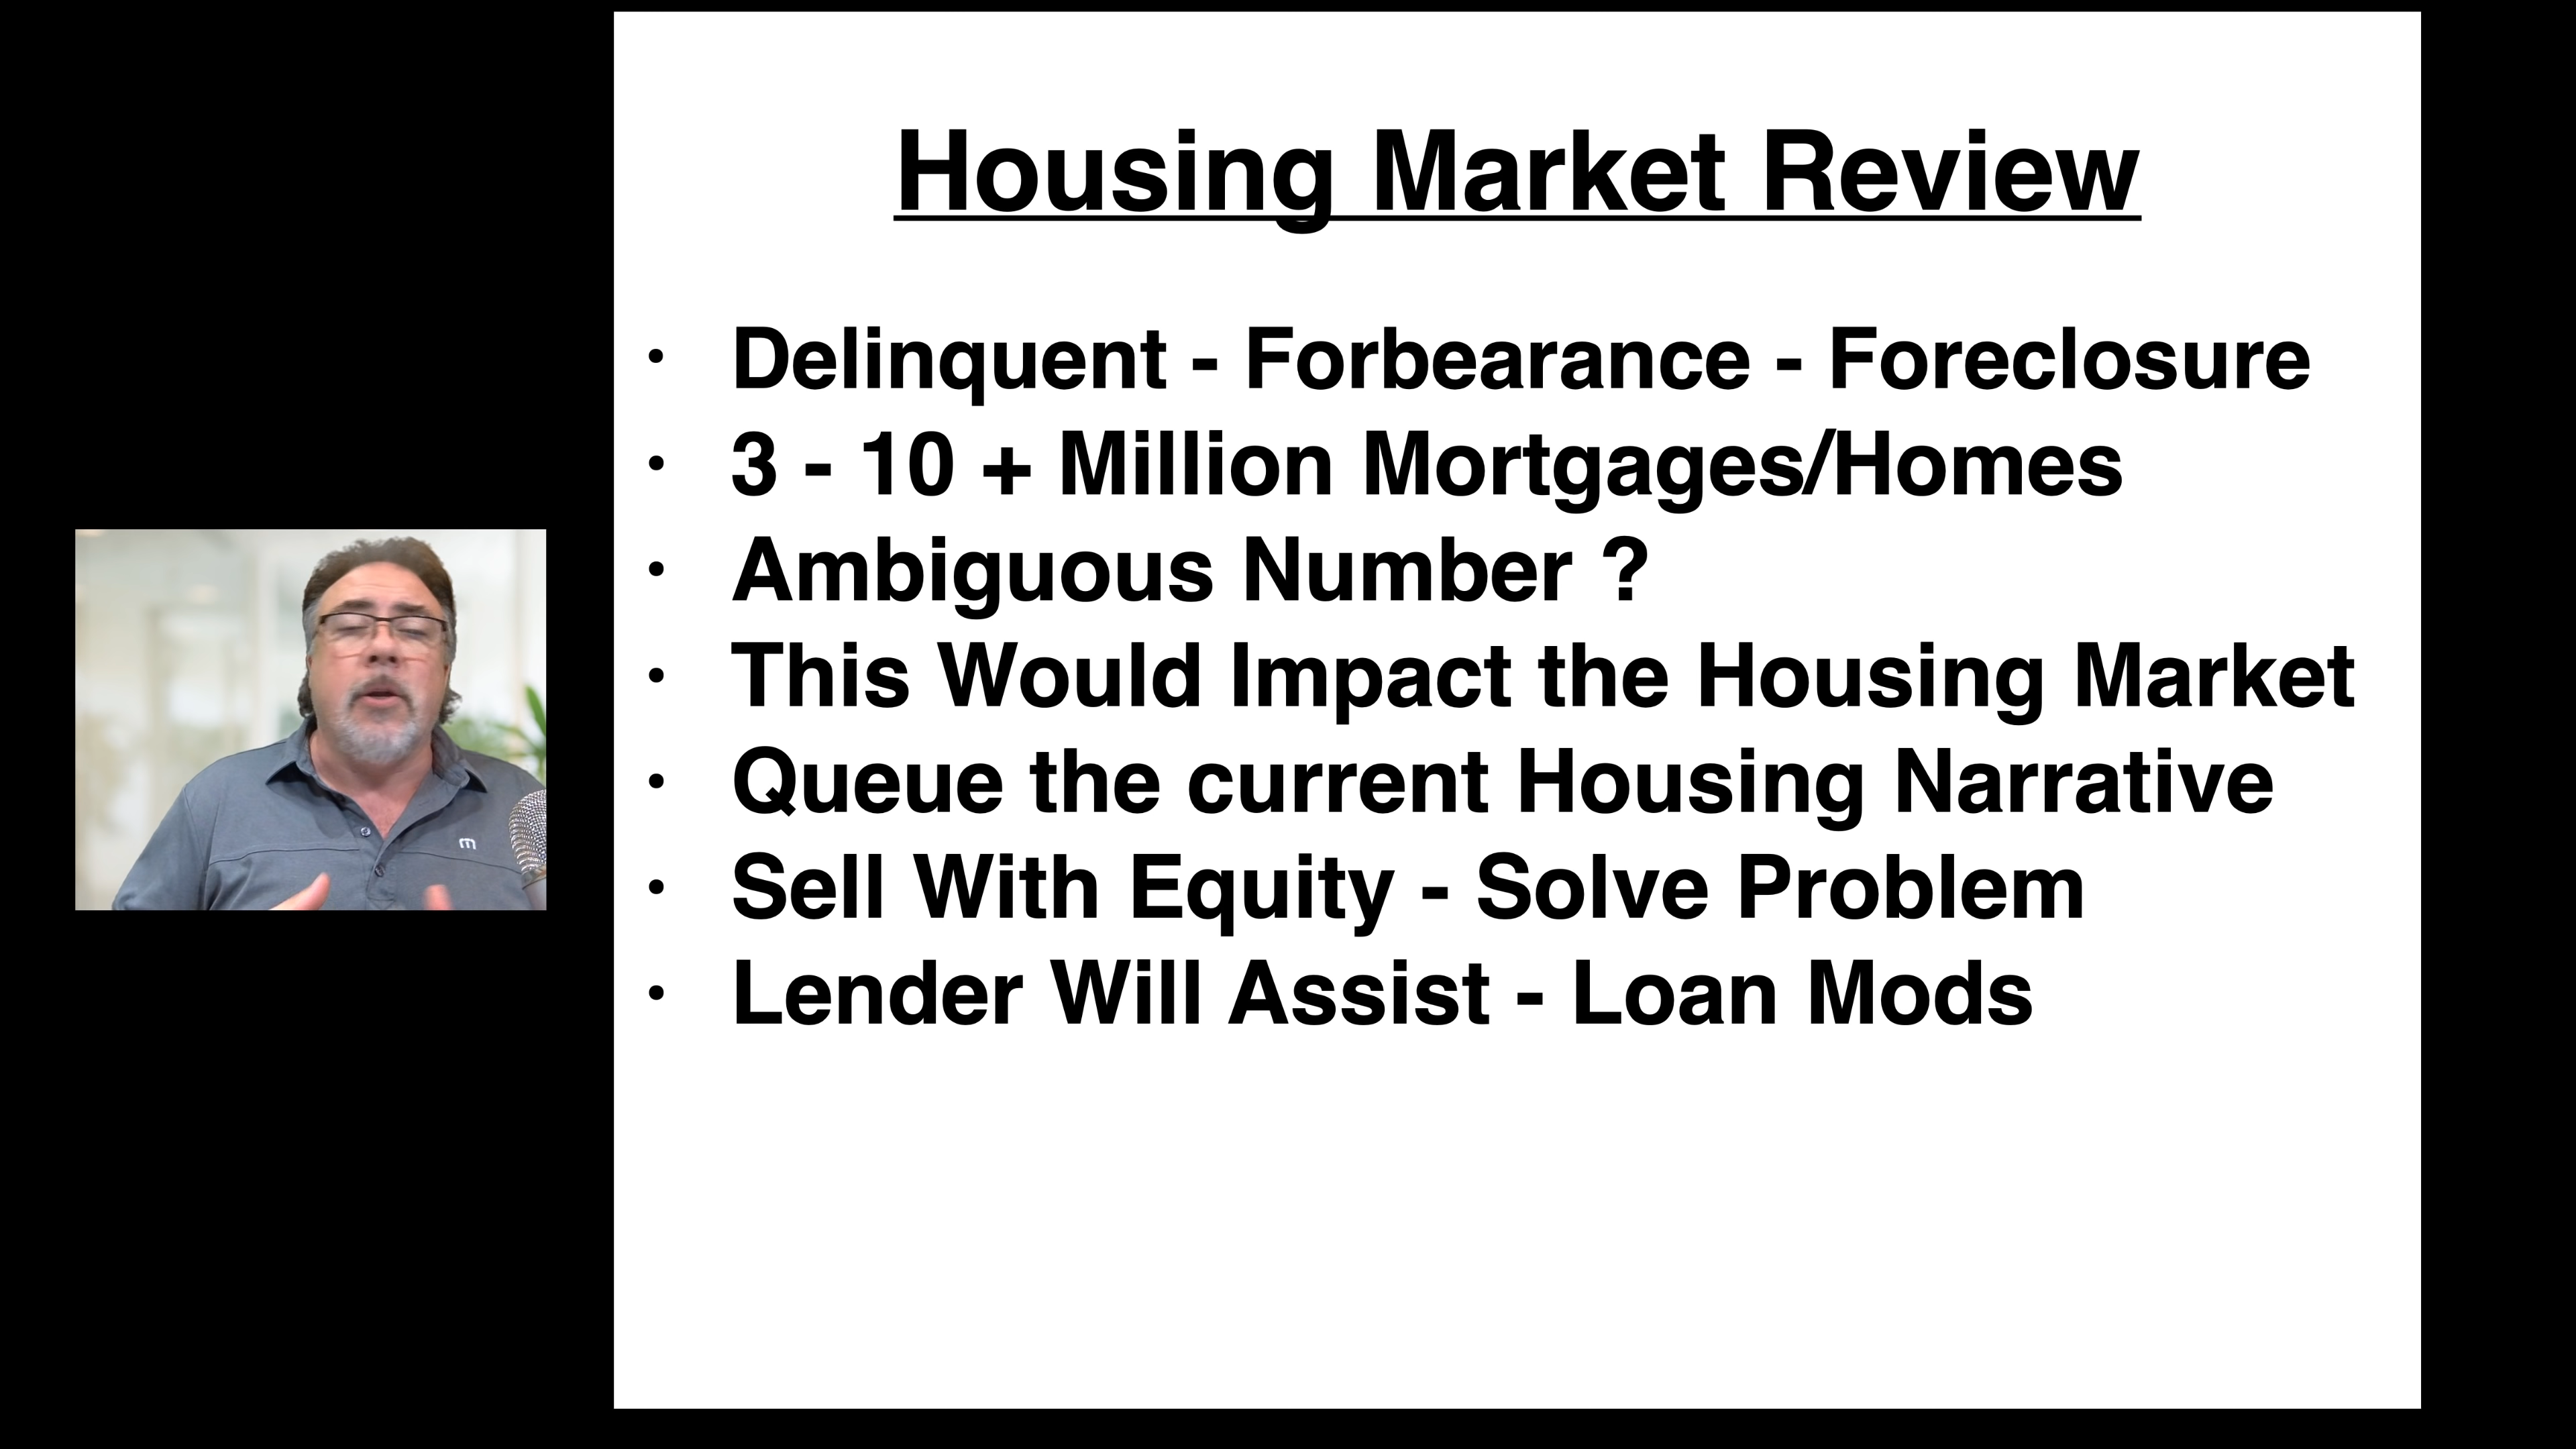 Housing Market Review
• Delinquent - Forbearance - Foreclosure
• 3 - 10 + Million Mortgages/Homes
• Ambiguous Number ?
• This Would Impact the Housing Market
• Queue the current Housing Narrative
• Sell With Equity - Solve Problem
• Lender Will Assist - Loan Mods
m